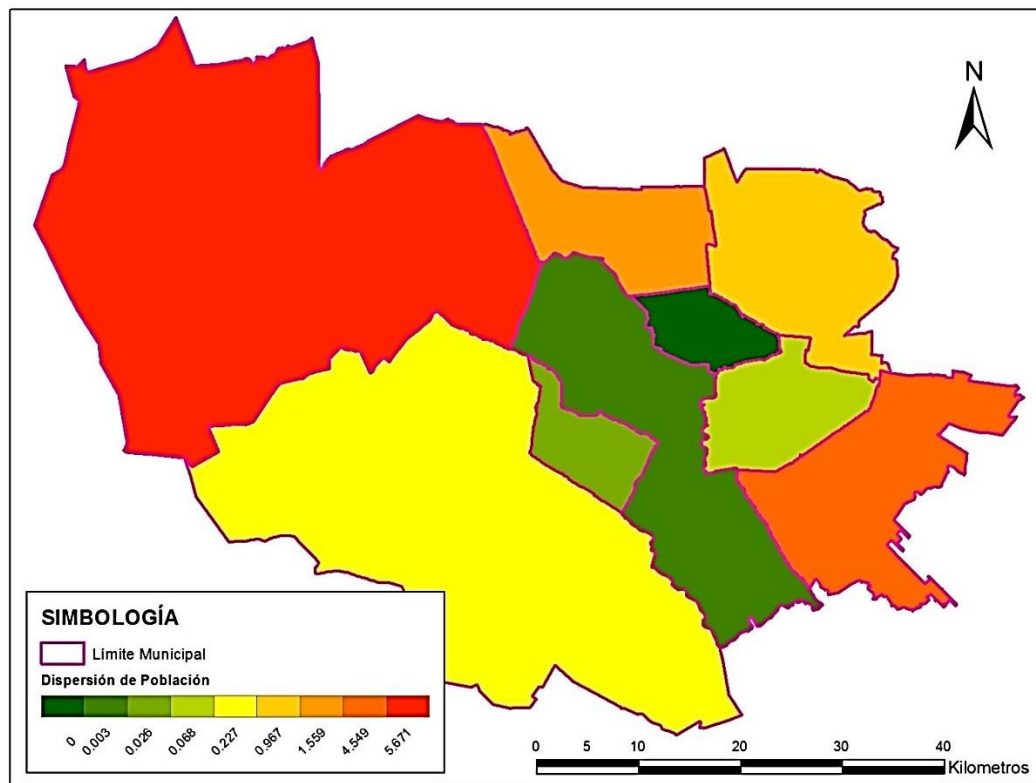 N
SIMBOLOGÍA
Límite Municipal
Dispersión de Población
0 0.003 0.026 0.068 0.227 0.967 1.559 4.549 5.671
0 5 10 20 30 40
Kilometros